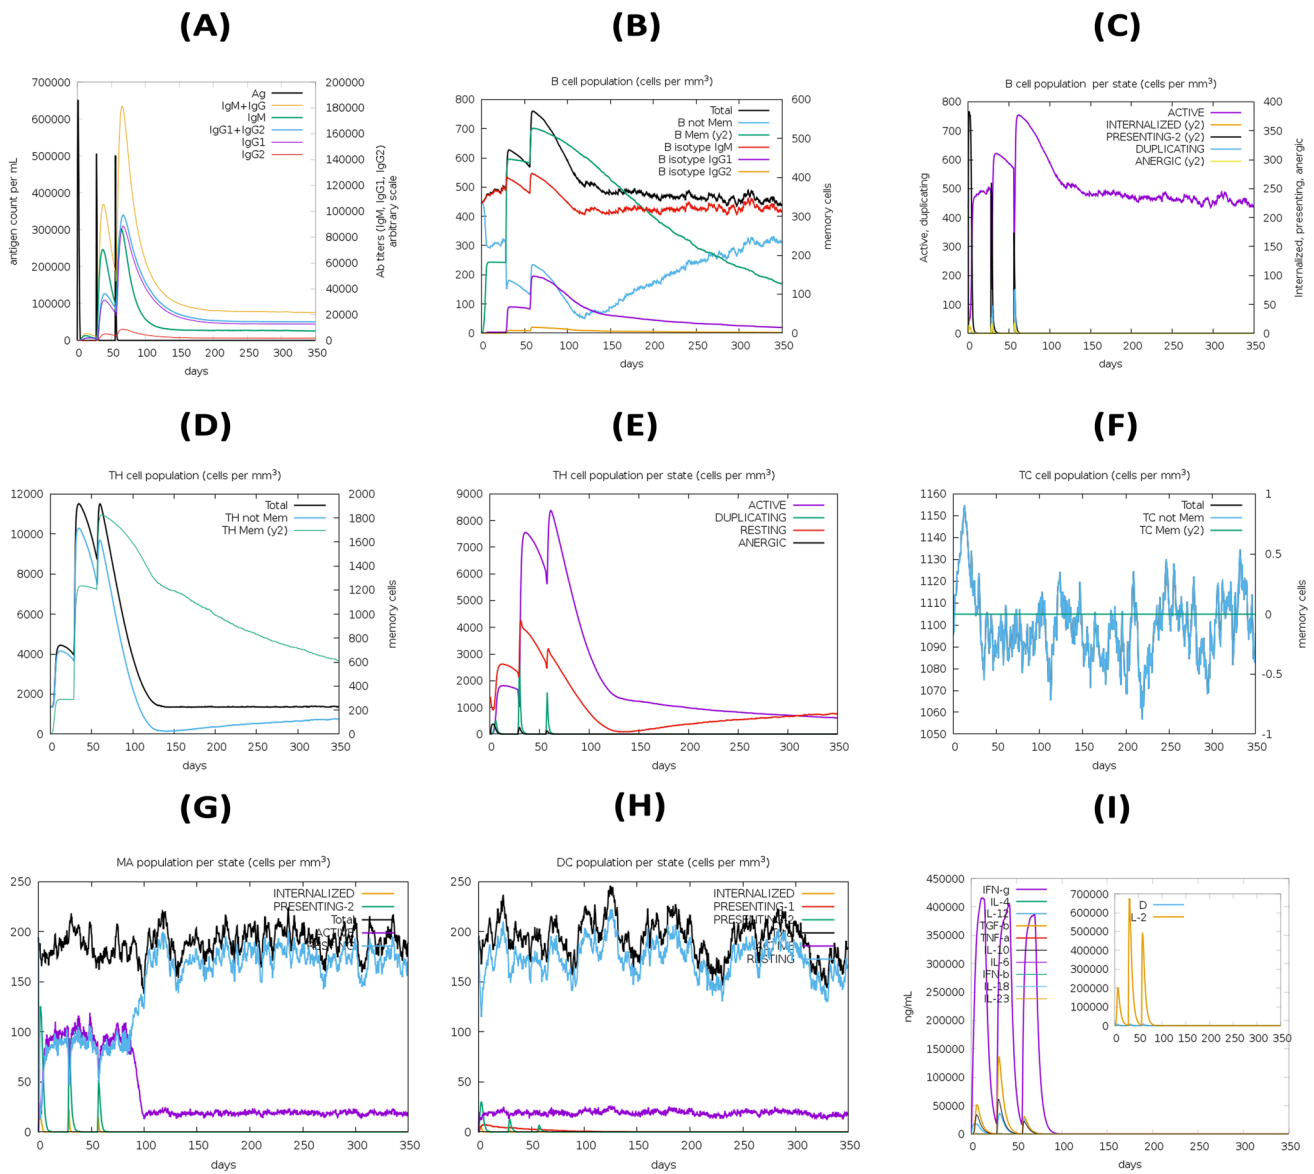 (A)
(B)
(C)
700000
600000
500000
400000
300000
200000
100000
0
antigen count per mL
0
50
100
150
200
250
300
350
days
200000
180000
160000
140000
120000
100000
80000
60000
40000
20000
0
Ab titers (IgM, IgG1, IgG2)
arbitrary scale
Ag
IgM+IgG
IgM
IgG1+IgG2
IgG1
IgG2
B cell population (cells per mm³)
800
700
600
500
400
300
200
100
0
0
50
100
150
200
250
300
350
days
600
500
400
300
200
100
0
memory cells
Total
B not Mem
B Mem (y2)
B isotype IgM
B isotype IgG1
B isotype IgG2
B cell population per state (cells per mm³)
800
700
600
500
400
300
200
100
0
Active, duplicating
0
50
100
150
200
250
300
350
days
400
350
300
250
200
150
100
50
0
Internalized, presenting, anergic
ACTIVE
INTERNALIZED (y2)
PRESENTING-2 (y2)
DUPLICATING
ANERGIC (y2)
(D)
(E)
(F)
TH cell population (cells per mm³)
12000
10000
8000
6000
4000
2000
0
0
50
100
150
200
250
300
350
days
2000
1800
1600
1400
1200
1000
800
600
400
200
0
memory cells
Total
TH not Mem
TH Mem (y2)
TH cell population per state (cells per mm³)
9000
8000
7000
6000
5000
4000
3000
2000
1000
0
0
50
100
150
200
250
300
350
days
ACTIVE
DUPLICATING
RESTING
ANERGIC
TC cell population (cells per mm³)
1160
1150
1140
1130
1120
1110
1100
1090
1080
1070
1060
1050
0
50
100
150
200
250
300
350
days
1
0.5
0
-0.5
-1
memory cells
Total
TC not Mem
TC Mem (y2)
(G)
(H)
(I)
MA population per state (cells per mm³)
250
200
150
100
50
0
0
50
100
150
200
250
300
350
days
INTERNALIZED
PRESENTING-2
Total
ACTIVE
DC population per state (cells per mm³)
250
200
150
100
50
0
0
50
100
150
200
250
300
350
days
INTERNALIZED
PRESENTING-1
PRESENTING-2
ACTIVE
RESTING
450000
400000
350000
300000
250000
200000
150000
100000
50000
0
ng/mL
0
50
100
150
200
250
300
350
days
IFN-g
IL-4
IL-12
TGF-b
TNF-a
IL-10
IL-6
IFN-b
IL-18
IL-23
700000
600000
500000
400000
300000
200000
100000
0
0
50
100
150
200
250
300
350
D
IL-2